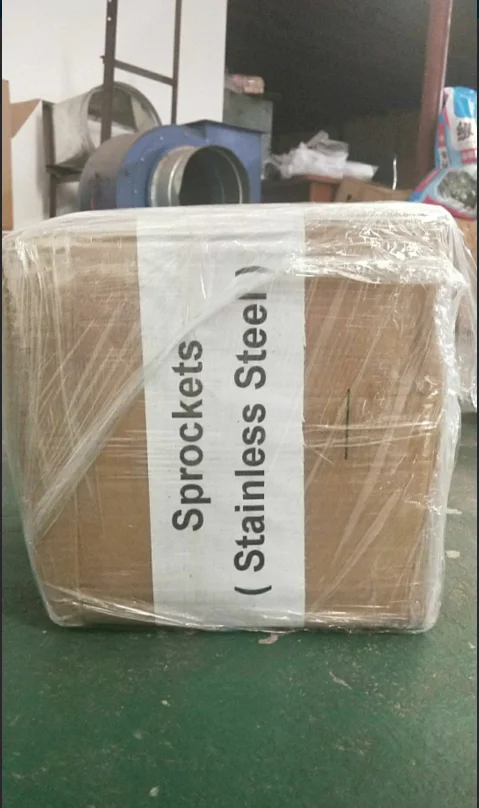 Sprockets
( Stainless Steel )